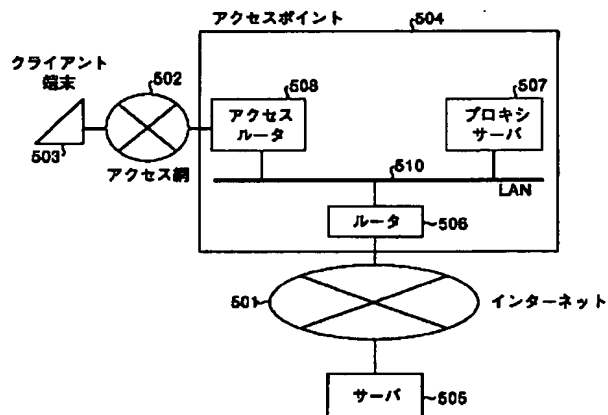 アクセスポイント
504
クライアント
端末
502
508
507
アクセス
ルータ
プロキシ
サーバ
503
アクセス網
510
LAN
ルータ
506
501
インターネット
サーバ
505